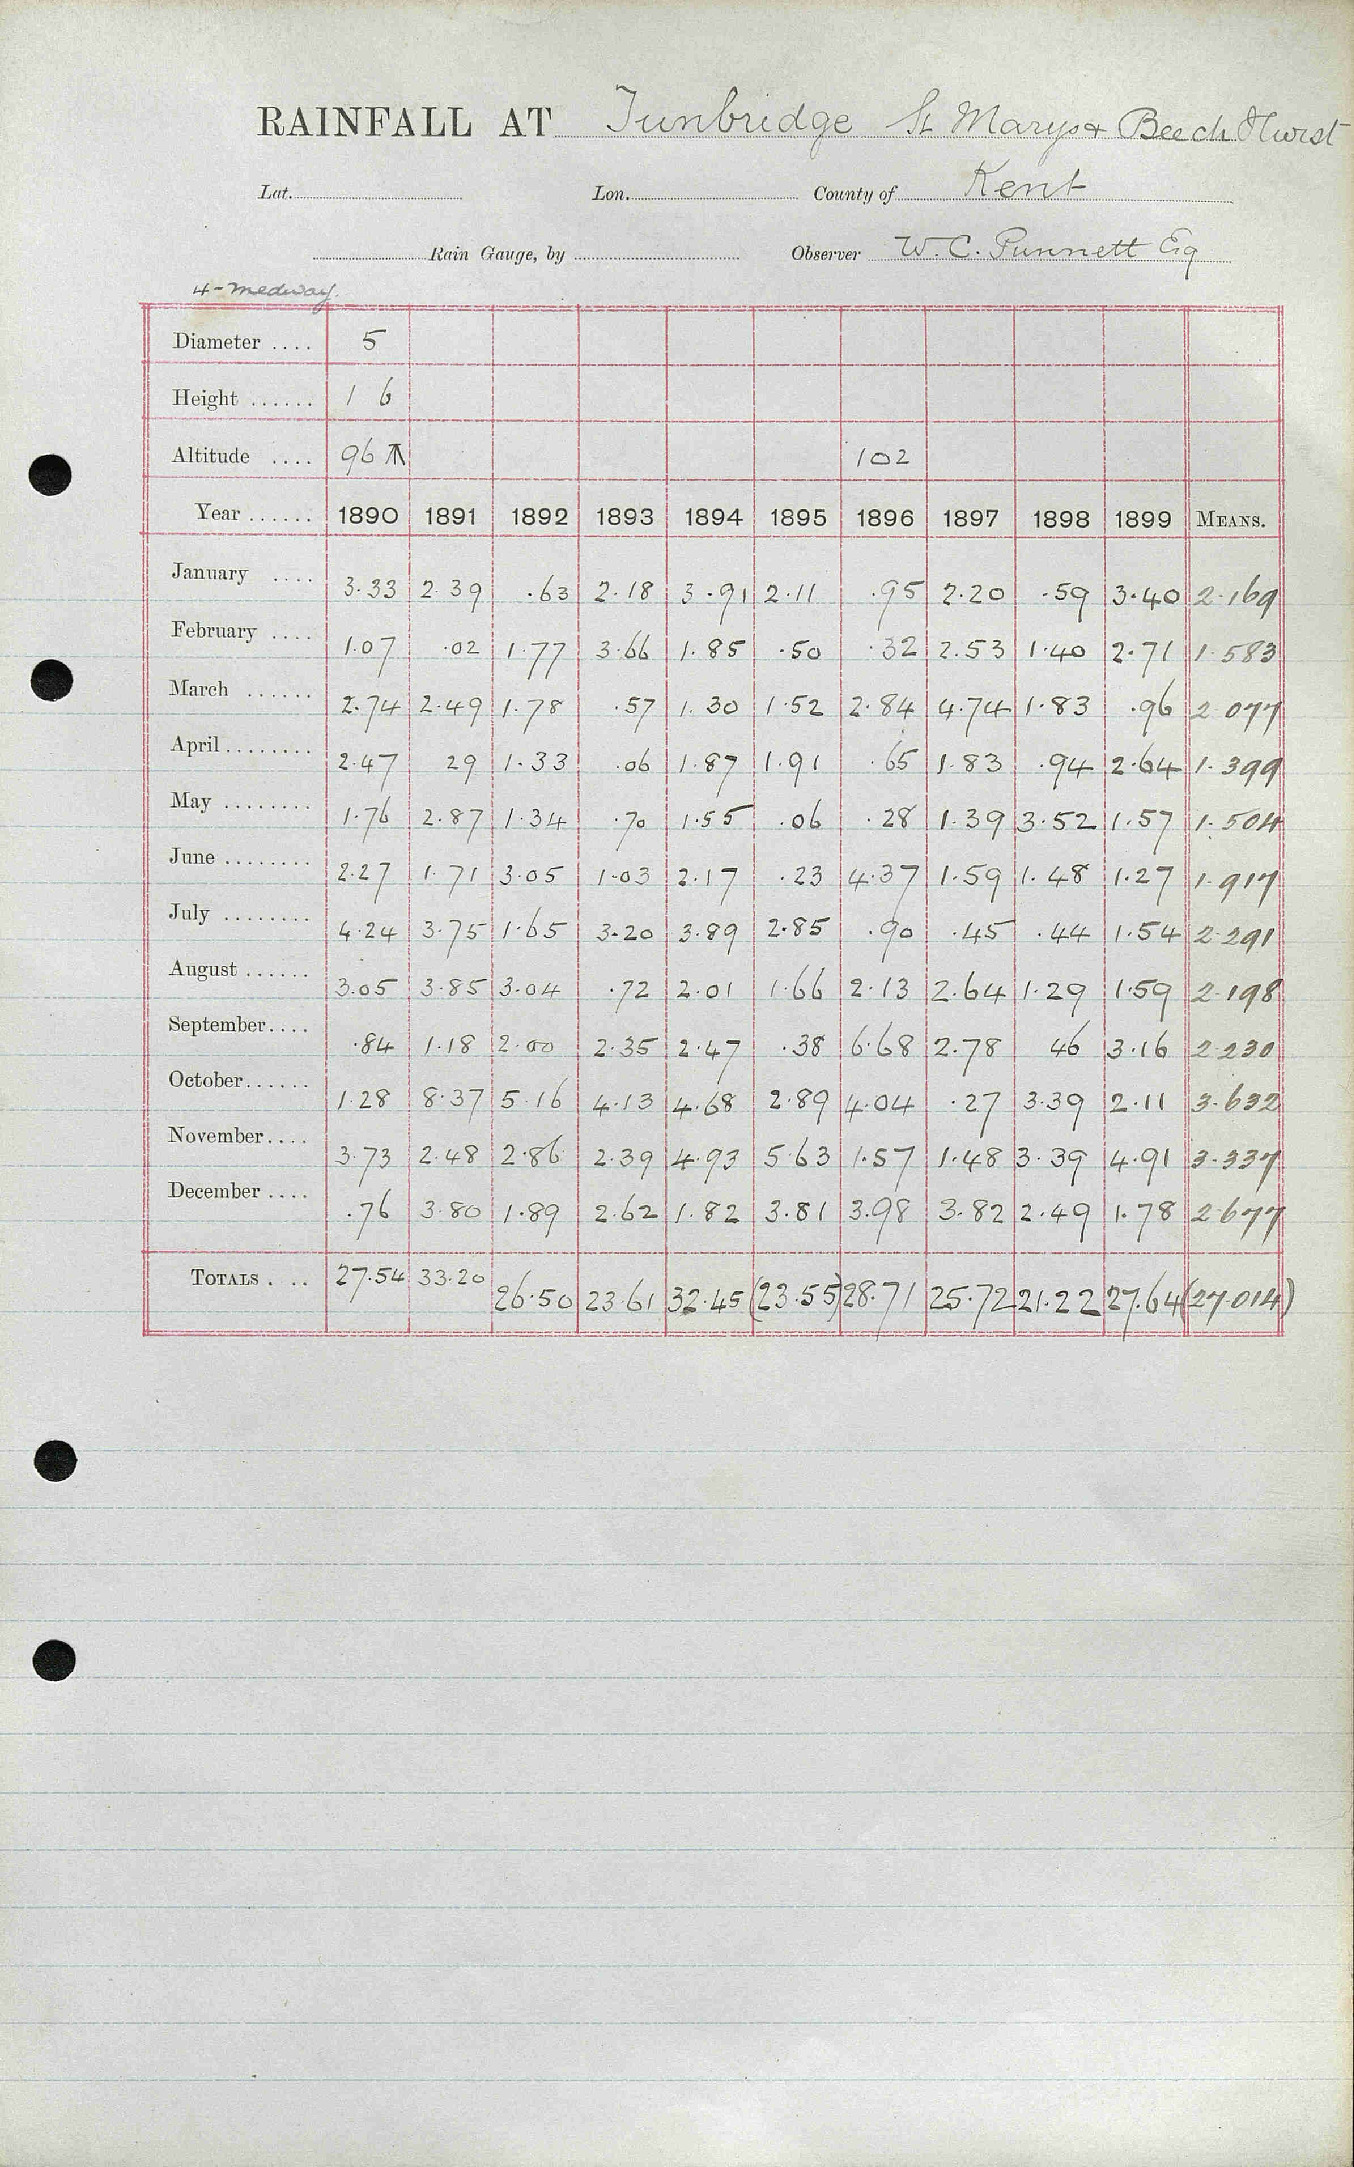 RAINFALL AT Tunbridge St Marys & Beech Hurst
Lat. Lon. County of Kent
Rain Gauge, by Observer W. C. Punnett Esq
4-Medway.
Diameter .... 5
Height ...... 1 6
Altitude .... 96 102
Year ...... 1890 1891 1892 1893 1894 1895 1896 1897 1898 1899 MEANS.
January .... 3.33 2.39 .63 2.18 3.91 2.11 .95 2.20 .59 3.40 2.169
February .... 1.07 .02 1.77 3.66 1.85 .50 .32 2.53 1.40 2.71 1.583
March ...... 2.74 2.49 1.78 .57 1.30 1.52 2.84 4.74 1.83 .96 2.077
April ........ 2.47 29 1.33 .06 1.87 1.91 .65 1.83 .94 2.64 1.399
May ........ 1.76 2.87 1.34 .70 1.55 .06 .28 1.39 3.52 1.57 1.504
June ........ 2.27 1.71 3.05 1.03 2.17 .23 4.37 1.59 1.48 1.27 1.917
July ........ 4.24 3.75 1.65 3.20 3.89 2.85 .90 .45 .44 1.54 2.291
August ...... 3.05 3.85 3.04 .72 2.01 1.66 2.13 2.64 1.29 1.59 2.198
September .... .84 1.18 2.00 2.35 2.47 .38 6.68 2.78 46 3.16 2.230
October ...... 1.28 8.37 5.16 4.13 4.68 2.89 4.04 .27 3.39 2.11 3.632
November .... 3.73 2.48 2.86 2.39 4.93 5.63 1.57 1.48 3.39 4.91 3.337
December .... .76 3.80 1.89 2.62 1.82 3.81 3.98 3.82 2.49 1.78 2.677
TOTALS . .. 27.54 33.20 26.50 23.61 32.45 (23.55) 28.71 25.72 21.22 27.64 (27.014)